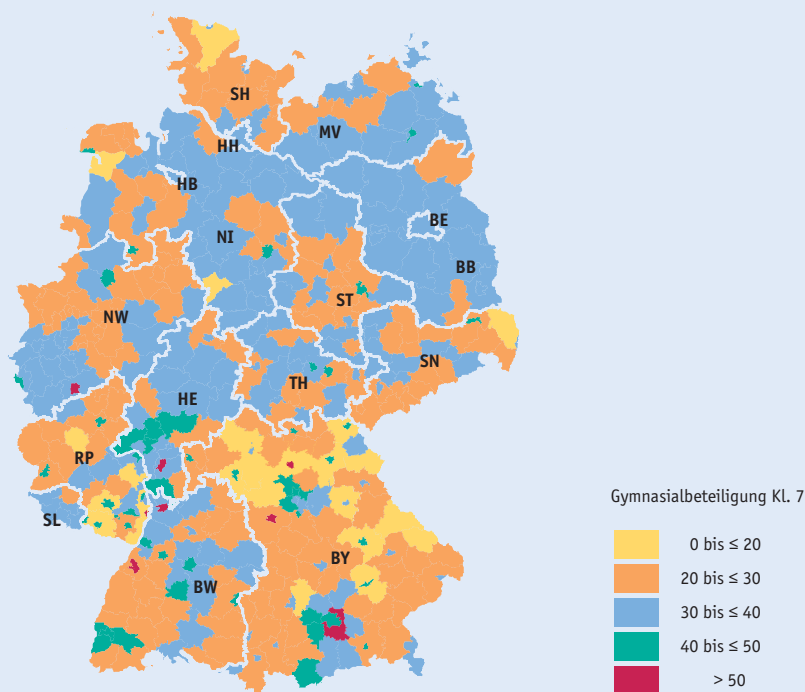 SH
HH
MV
HB
BE
NI
BB
ST
NW
SN
HE
TH
RP
SL
BY
BW
Gymnasialbeteiligung Kl. 7
0 bis ≤ 20
20 bis ≤ 30
30 bis ≤ 40
40 bis ≤ 50
> 50